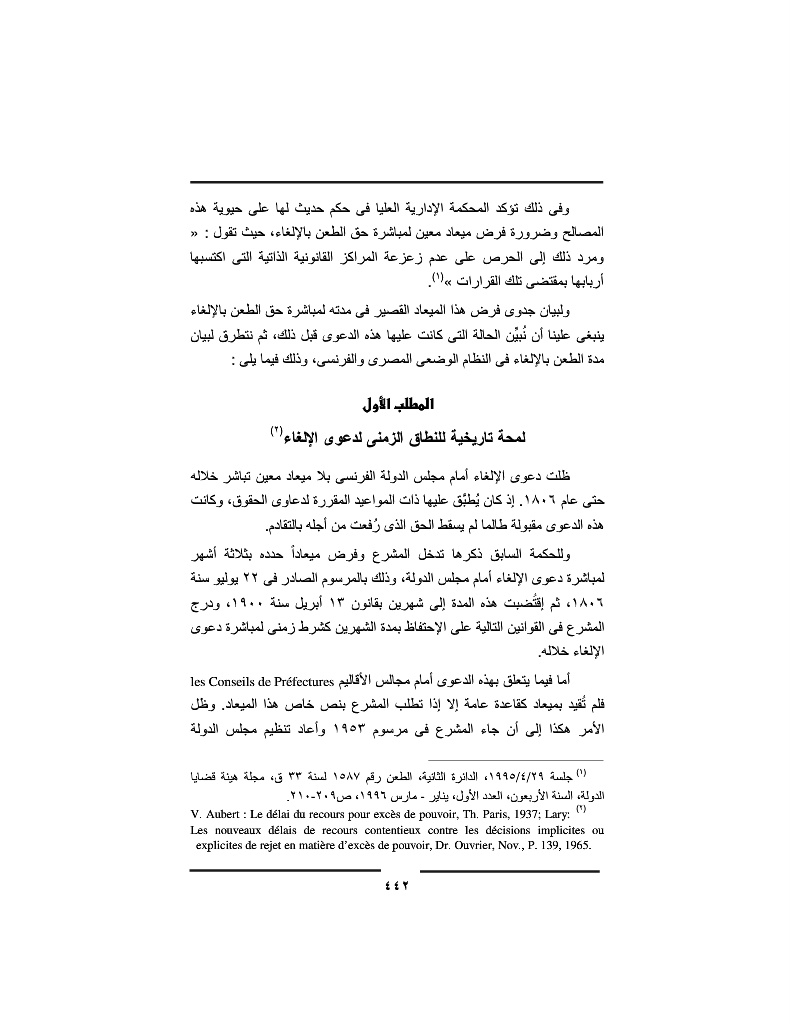 وفى ذلك تؤكد المحكمة الإدارية العليا فى حكم حديث لها على حيوية هذه
المصالح وضرورة فرض ميعاد معين لمباشرة حق الطعن بالإلغاء، حيث تقول : «
ومرد ذلك إلى الحرص على عدم زعزعة المراكز القانونية الذاتية التى اكتسبها
أربابها بمقتضى تلك القرارات »(١).
ولبيان جدوى فرض هذا الميعاد القصير فى مدته لمباشرة حق الطعن بالإلغاء
ينبغى علينا أن نُبيِّن الحالة التى كانت عليها هذه الدعوى قبل ذلك، ثم نتطرق لبيان
مدة الطعن بالإلغاء فى النظام الوضعى المصرى والفرنسى، وذلك فيما يلى :
المطلب الأول
لمحة تاريخية للنطاق الزمنى لدعوى الإلغاء(٢)
ظلت دعوى الإلغاء أمام مجلس الدولة الفرنسى بلا ميعاد معين تباشر خلاله
حتى عام ١٨٠٦. إذ كان يُطبَّق عليها ذات المواعيد المقررة لدعاوى الحقوق، وكانت
هذه الدعوى مقبولة طالما لم يسقط الحق الذى رُفعت من أجله بالتقادم.
وللحكمة السابق ذكرها تدخل المشرع وفرض ميعاداً حدده بثلاثة أشهر
لمباشرة دعوى الإلغاء أمام مجلس الدولة، وذلك بالمرسوم الصادر فى ٢٢ يوليو سنة
١٨٠٦، ثم إقتُضبت هذه المدة إلى شهرين بقانون ١٣ أبريل سنة ١٩٠٠، ودرج
المشرع فى القوانين التالية على الإحتفاظ بمدة الشهرين كشرط زمنى لمباشرة دعوى
الإلغاء خلاله.
أما فيما يتعلق بهذه الدعوى أمام مجالس الأقاليم les Conseils de Préfectures
فلم تُقيد بميعاد كقاعدة عامة إلا إذا تطلب المشرع بنص خاص هذا الميعاد. وظل
الأمر هكذا إلى أن جاء المشرع فى مرسوم ١٩٥٣ وأعاد تنظيم مجلس الدولة
(١) جلسة ١٩٩٥/٤/٢٩، الدائرة الثانية، الطعن رقم ١٥٨٧ لسنة ٣٣ ق، مجلة هيئة قضايا
الدولة، السنة الأربعون، العدد الأول، يناير - مارس ١٩٩٦، ص٢٠٩-٢١٠.
(٢) V. Aubert : Le délai du recours pour excès de pouvoir, Th. Paris, 1937; Lary:
Les nouveaux délais de recours contentieux contre les décisions implicites ou
explicites de rejet en matière d'excès de pouvoir, Dr. Ouvrier, Nov., P. 139, 1965.
٤٤٢